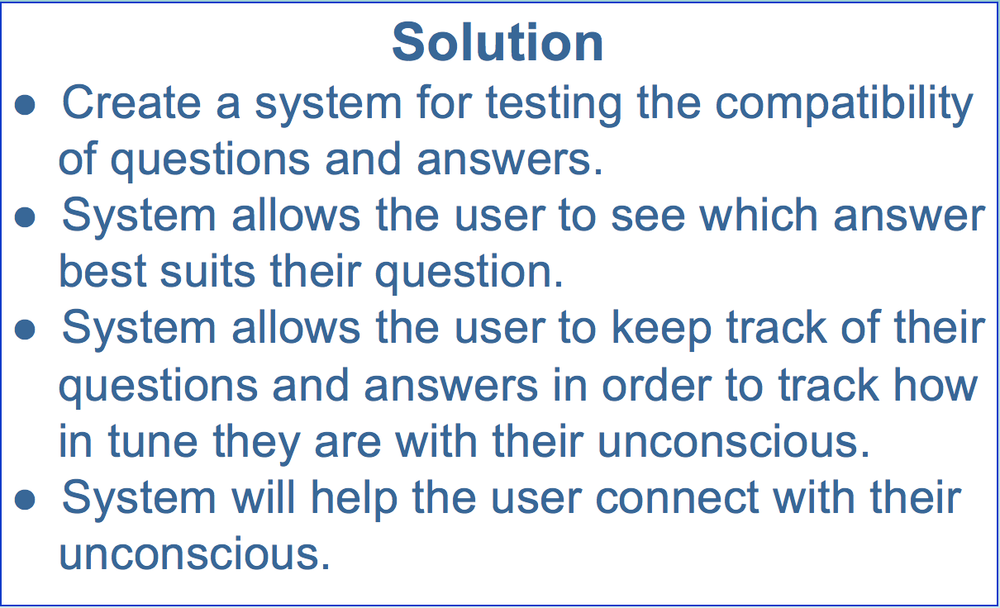 Solution
● Create a system for testing the compatibility
of questions and answers.
● System allows the user to see which answer
best suits their question.
● System allows the user to keep track of their
questions and answers in order to track how
in tune they are with their unconscious.
● System will help the user connect with their
unconscious.